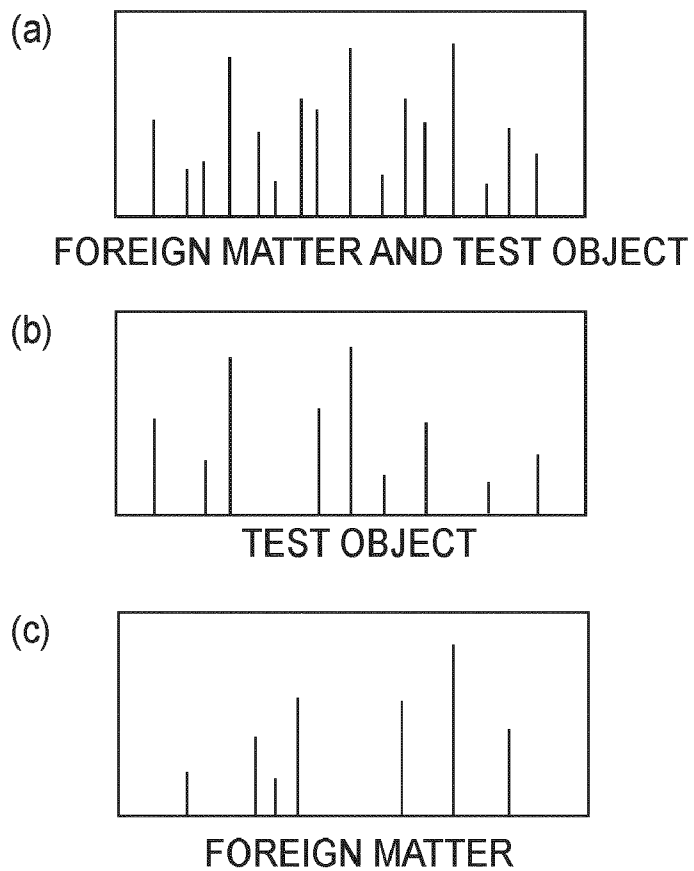 (a)
FOREIGN MATTER AND TEST OBJECT
(b)
TEST OBJECT
(c)
FOREIGN MATTER